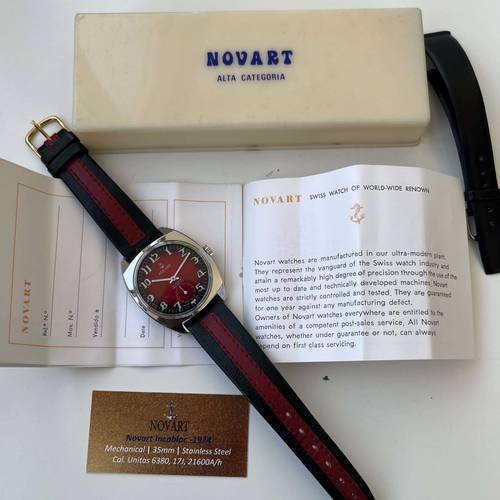 NOVART
ALTA CATEGORIA
NOVART SWISS WATCH OF WORLD-WIDE RENOWN
Novart watches are manufactured in our ultra-modern plant.
They represent the vanguard of the Swiss watch industry and
attain a remarkably high degree of precision through the use of the
most up to date and technically developed machines. Novart
watches are strictly controlled and tested. They are guaranteed
for one year against any manufacturing defect.
Owners of Novart watches everywhere are entitled to the
amenities of a competent post-sales service. All Novart
watches, whether under guarantee or not, can always
depend on first class servicing.
NOVART
Ref. Nº
Mov. Nº
Vendido a
Date
NOVART
Novart Incabloc -1974
Mechanical | 35mm | Stainless Steel
Cal. Unitas 6380, 17J, 21600A/h